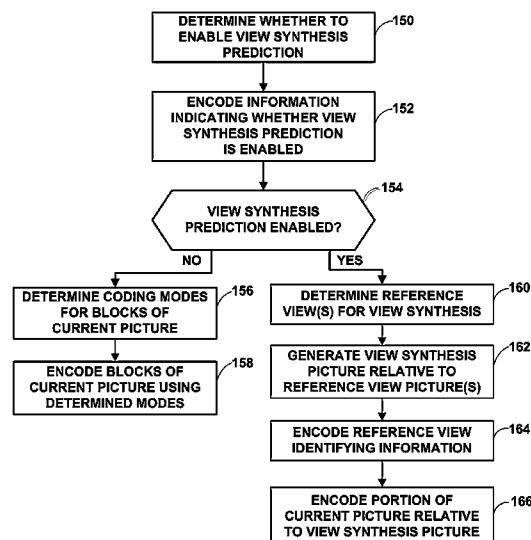 DETERMINE WHETHER TO
ENABLE VIEW SYNTHESIS
PREDICTION
150
ENCODE INFORMATION
INDICATING WHETHER VIEW
SYNTHESIS PREDICTION
IS ENABLED
152
154
VIEW SYNTHESIS
PREDICTION ENABLED?
NO
YES
DETERMINE CODING MODES
FOR BLOCKS OF
CURRENT PICTURE
156
ENCODE BLOCKS OF
CURRENT PICTURE USING
DETERMINED MODES
158
DETERMINE REFERENCE
VIEW(S) FOR VIEW SYNTHESIS
160
GENERATE VIEW SYNTHESIS
PICTURE RELATIVE TO
REFERENCE VIEW PICTURE(S)
162
ENCODE REFERENCE VIEW
IDENTIFYING INFORMATION
164
ENCODE PORTION OF
CURRENT PICTURE RELATIVE
TO VIEW SYNTHESIS PICTURE
166